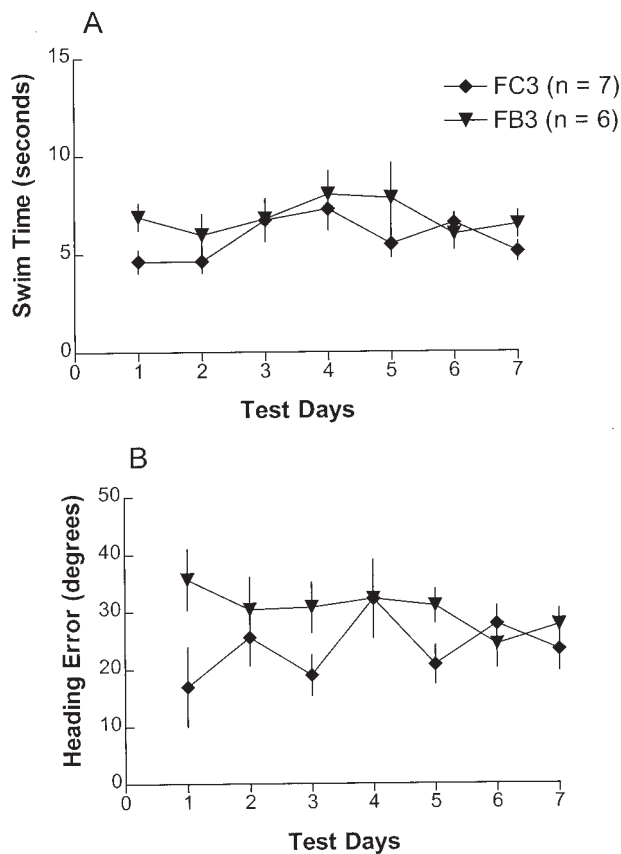 A
15
10
5
0
Swim Time (seconds)
FC3 (n = 7)
FB3 (n = 6)
0 1 2 3 4 5 6 7
Test Days
B
50
40
30
20
10
0
Heading Error (degrees)
0 1 2 3 4 5 6 7
Test Days